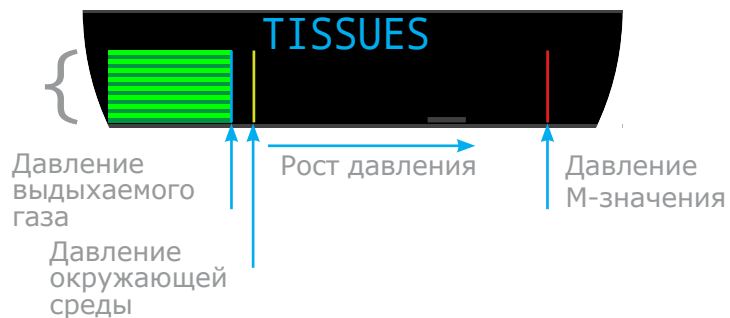 TISSUES
Давление
выдыхаемого
газа
Рост давления
Давление
М-значения
Давление
окружающей
среды